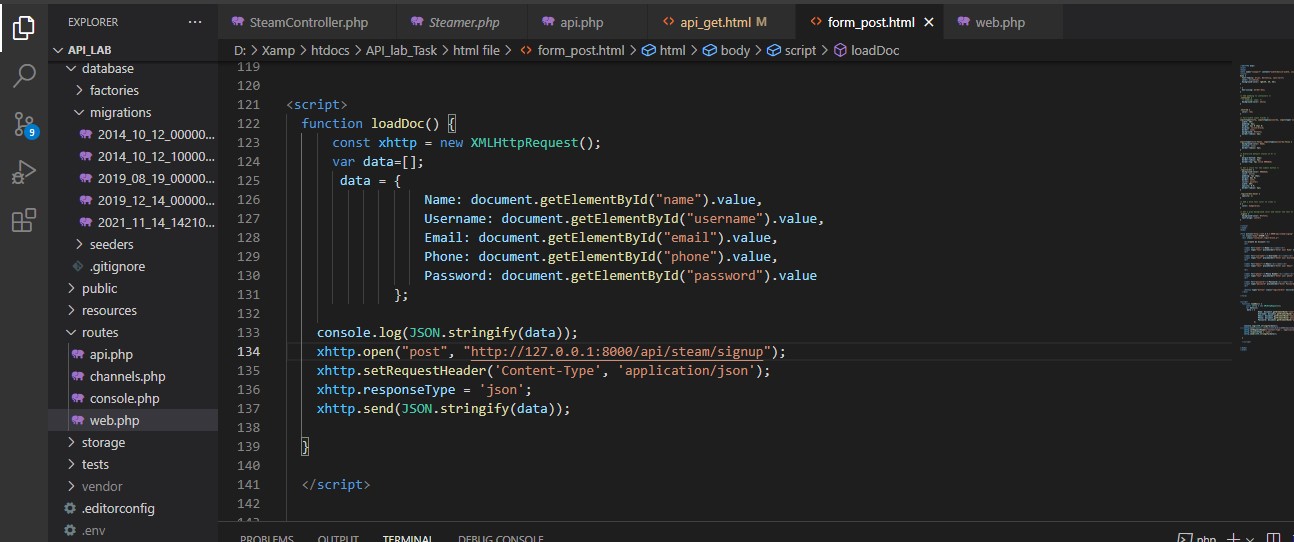 EXPLORER ...
SteamController.php Steamer.php api.php <> api_get.html M <> form_post.html × web.php
API_LAB
D: > Xamp > htdocs > API_lab_Task > html file > <> form_post.html > html > body > script > loadDoc
database
factories
migrations
2014_10_12_00000...
2014_10_12_10000...
2019_08_19_00000...
2019_12_14_00000...
2021_11_14_14210...
seeders
.gitignore
public
resources
routes
api.php
channels.php
console.php
web.php
storage
tests
vendor
.editorconfig
.env
9
119
120
121 <script>
122 function loadDoc() {
123 const xhttp = new XMLHttpRequest();
124 var data=[];
125 data = {
126 Name: document.getElementById("name").value,
127 Username: document.getElementById("username").value,
128 Email: document.getElementById("email").value,
129 Phone: document.getElementById("phone").value,
130 Password: document.getElementById("password").value
131 };
132
133 console.log(JSON.stringify(data));
134 xhttp.open("post", "http://127.0.0.1:8000/api/steam/signup");
135 xhttp.setRequestHeader('Content-Type', 'application/json');
136 xhttp.responseType = 'json';
137 xhttp.send(JSON.stringify(data));
138
139 }
140
141 </script>
142
PROBLEMS OUTPUT TERMINAL DEBUG CONSOLE php